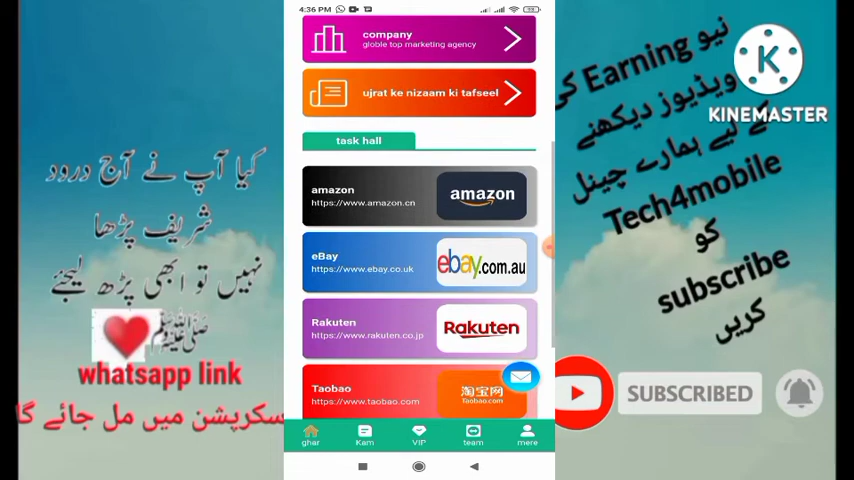 کیا آپ نے آج درود
شریف پڑھا
نہیں تو ابھی پڑھ لیجئے
ﷺ
whatsapp link
سکرپشن میں مل جائے گا
4:36 PM
company
globle top marketing agency
ujrat ke nizaam ki tafseel
task hall
amazon
https://www.amazon.cn
amazon
eBay
https://www.ebay.co.uk
ebay.com.au
Rakuten
https://www.rakuten.co.jp
Rakuten
Taobao
https://www.taobao.com
淘宝网
Taobao.com
ghar
Kam
VIP
team
mere
نیو Earning کی
ویڈیوز دیکھنے
کے لیے ہمارے چینل
Tech4mobile
کو
subscribe
کریں
K
KINEMASTER
SUBSCRIBED